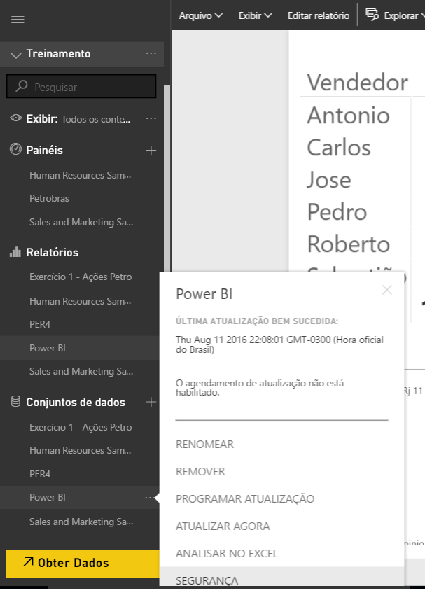 Arquivo
Exibir
Editar relatório
Explorar
Treinamento
...
Pesquisar
Exibir: Todos os conte...
...
Painéis
Human Resources Sam...
Petrobras
Sales and Marketing Sa...
Relatórios
Exercício 1 - Ações Petro
Human Resources Sam...
PER4
Power BI
Sales and Marketing Sa...
Conjuntos de dados
Exercício 1 - Ações Petro
Human Resources Sam...
PER4
Power BI
...
Sales and Marketing Sa...
Obter Dados
Vendedor
Antonio
Carlos
Jose
Pedro
Roberto
Power BI
ÚLTIMA ATUALIZAÇÃO BEM SUCEDIDA:
Thu Aug 11 2016 22:08:01 GMT-0300 (Hora oficial
do Brasil)
O agendamento de atualização não está
habilitado.
RENOMEAR
REMOVER
PROGRAMAR ATUALIZAÇÃO
ATUALIZAR AGORA
ANALISAR NO EXCEL
SEGURANÇA
11